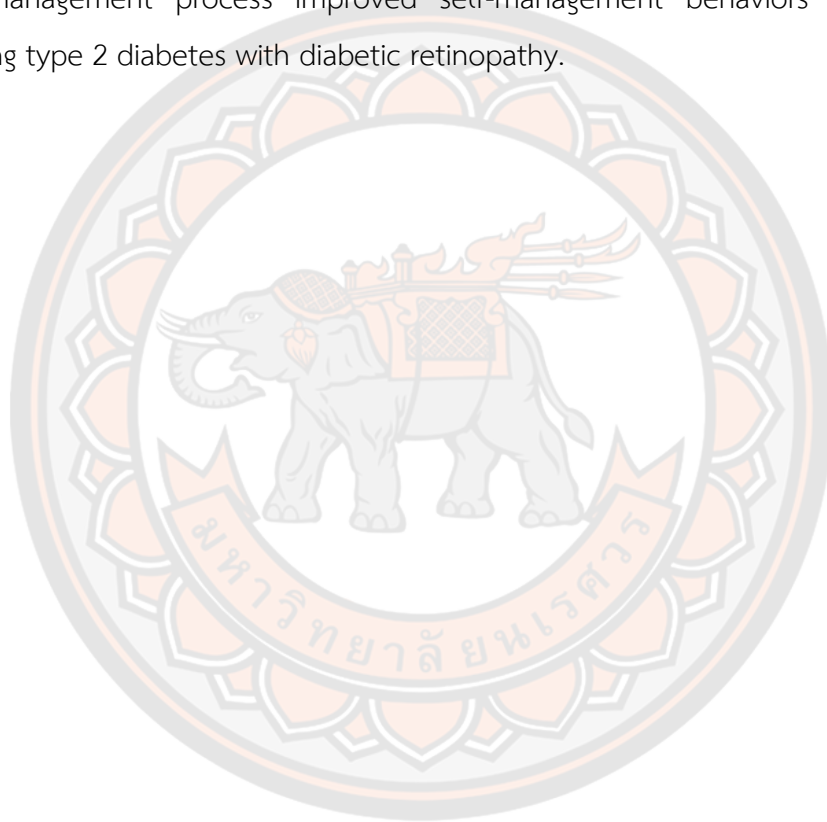 management process improved self-management behaviors
g type 2 diabetes with diabetic retinopathy.
มหาวิทยาลัยนเรศวร